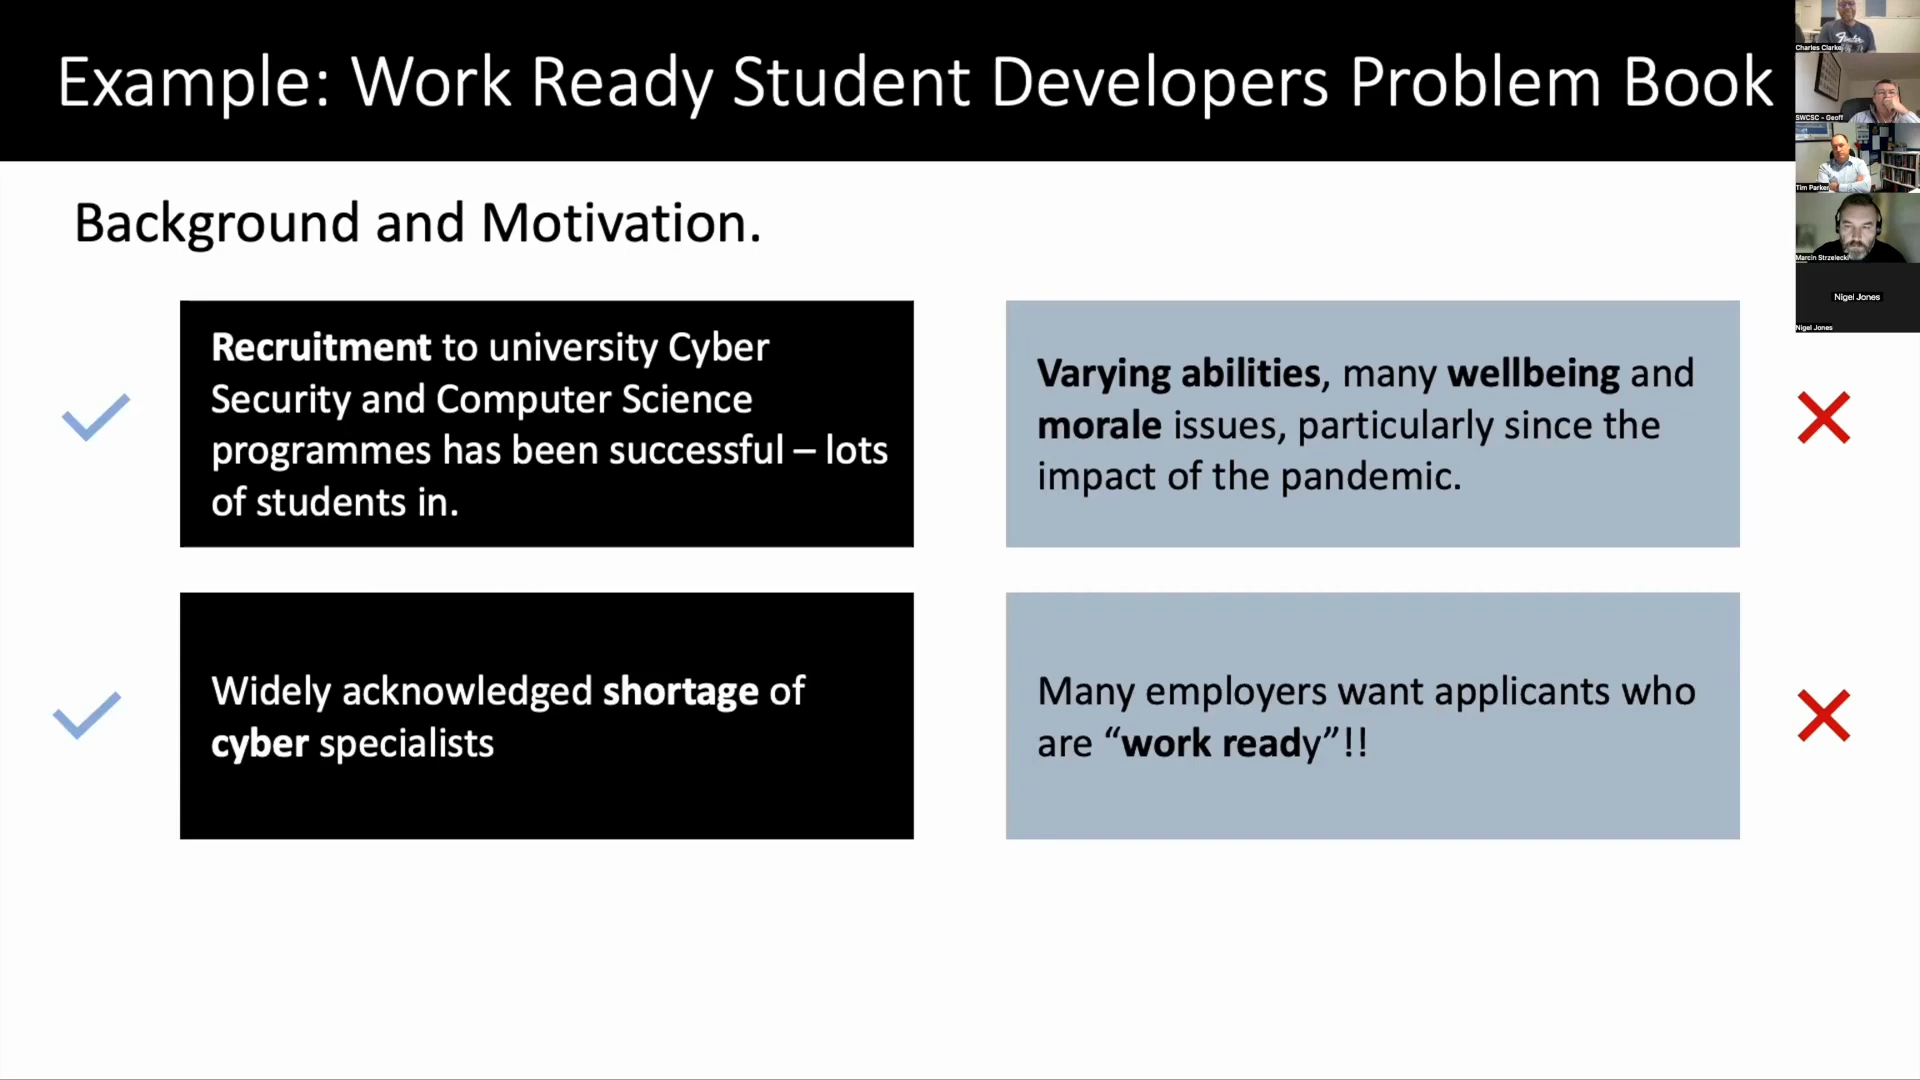 Example: Work Ready Student Developers Problem Book
Background and Motivation.
Recruitment to university Cyber
Security and Computer Science
programmes has been successful – lots
of students in.
Varying abilities, many wellbeing and
morale issues, particularly since the
impact of the pandemic.
Widely acknowledged shortage of
cyber specialists
Many employers want applicants who
are “work ready”!!
Charles Clarke
SWCSC - Geoff
Tim Parker
Marcin Strzelecki
Nigel Jones
Nigel Jones